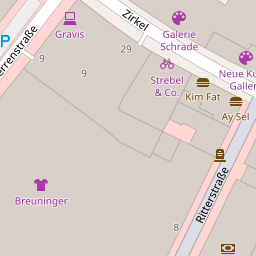 Zirkel
Gravis
Galerie
Schrade
29
P
9
9
Strebel
& Co.
Neue Ku
Galler
Kim Fat
Ay Sel
errenstraße
Ritterstraße
Breuninger
8